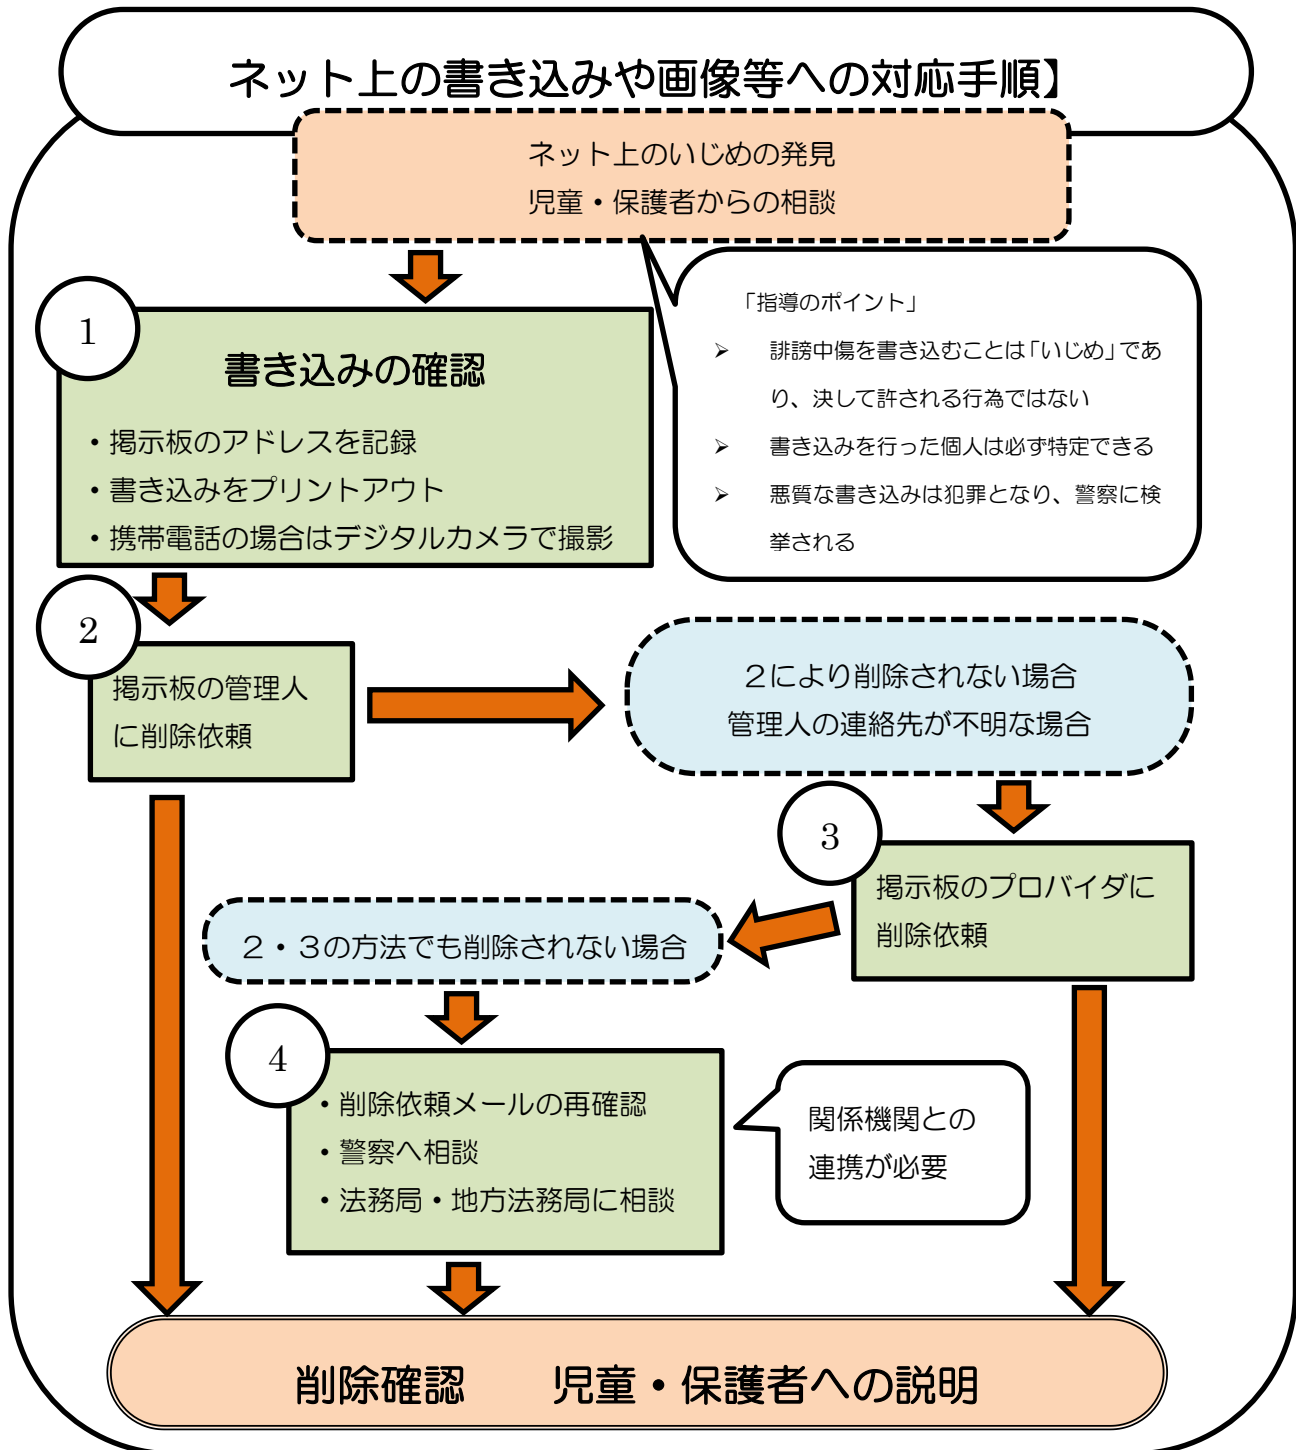 ネット上の書き込みや画像等への対応手順】
ネット上のいじめの発見
児童・保護者からの相談
1
書き込みの確認
・掲示板のアドレスを記録
・書き込みをプリントアウト
・携帯電話の場合はデジタルカメラで撮影
「指導のポイント」
➢ 誹謗中傷を書き込むことは「いじめ」であ
り、決して許される行為ではない
➢ 書き込みを行った個人は必ず特定できる
➢ 悪質な書き込みは犯罪となり、警察に検
挙される
2
掲示板の管理人
に削除依頼
2により削除されない場合
管理人の連絡先が不明な場合
3
掲示板のプロバイダに
削除依頼
2・3の方法でも削除されない場合
4
・削除依頼メールの再確認
・警察へ相談
・法務局・地方法務局に相談
関係機関との
連携が必要
削除確認　　児童・保護者への説明